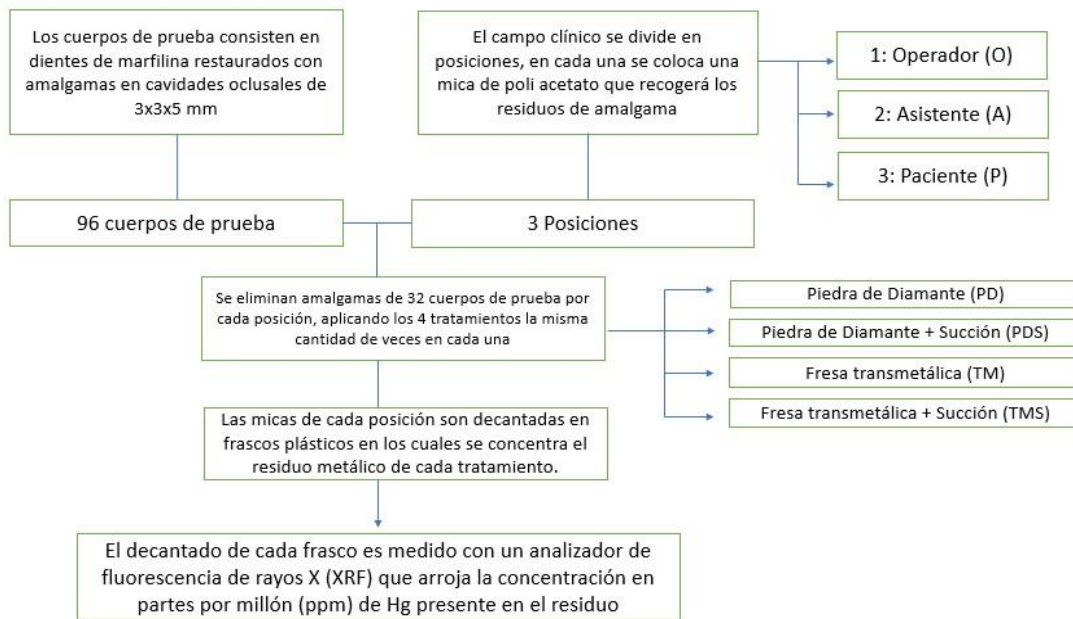 Los cuerpos de prueba consisten en
dientes de marfilina restaurados con
amalgamas en cavidades oclusales de
3x3x5 mm
El campo clínico se divide en
posiciones, en cada una se coloca una
mica de poli acetato que recogerá los
residuos de amalgama
1: Operador (O)
2: Asistente (A)
3: Paciente (P)
96 cuerpos de prueba
3 Posiciones
Se eliminan amalgamas de 32 cuerpos de prueba por
cada posición, aplicando los 4 tratamientos la misma
cantidad de veces en cada una
Piedra de Diamante (PD)
Piedra de Diamante + Succión (PDS)
Fresa transmetálica (TM)
Fresa transmetálica + Succión (TMS)
Las micas de cada posición son decantadas en
frascos plásticos en los cuales se concentra el
residuo metálico de cada tratamiento.
El decantado de cada frasco es medido con un analizador de
fluorescencia de rayos X (XRF) que arroja la concentración en
partes por millón (ppm) de Hg presente en el residuo